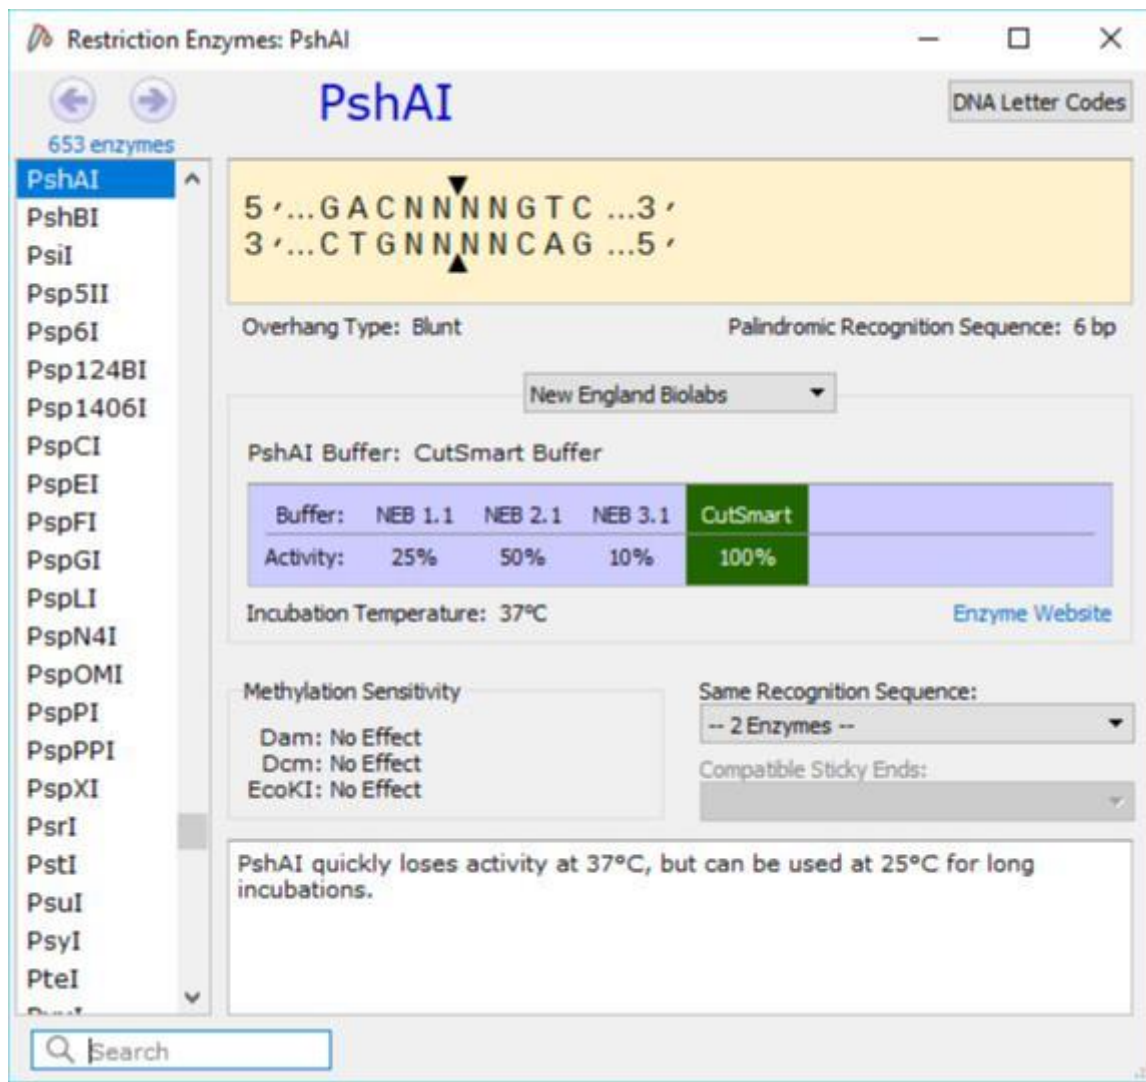 Restriction Enzymes: PshAI
PshAI
DNA Letter Codes
653 enzymes
PshAI
PshBI
PsiI
Psp5II
Psp6I
Psp124BI
Psp1406I
PspCI
PspEI
PspFI
PspGI
PspLI
PspN4I
PspOMI
PspPI
PspPPI
PspXI
PsrI
PstI
PsuI
PsyI
PteI
5′...GACNNNNGTC...3′
3′...CTGNNNNCAG...5′
Overhang Type: Blunt Palindromic Recognition Sequence: 6 bp
New England Biolabs
PshAI Buffer: CutSmart Buffer
Buffer: NEB 1.1 NEB 2.1 NEB 3.1 CutSmart
Activity: 25% 50% 10% 100%
Incubation Temperature: 37°C Enzyme Website
Methylation Sensitivity
Dam: No Effect
Dcm: No Effect
EcoKI: No Effect
Same Recognition Sequence:
-- 2 Enzymes --
Compatible Sticky Ends:
PshAI quickly loses activity at 37°C, but can be used at 25°C for long
incubations.
Search